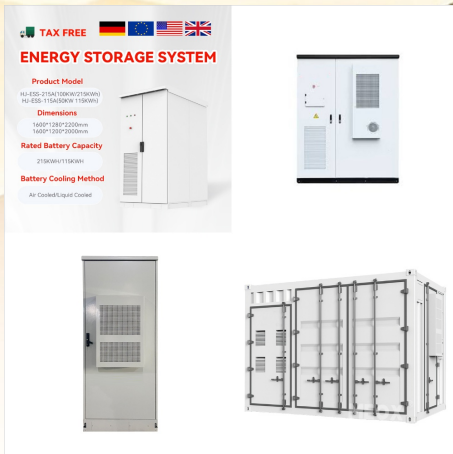 TAX FREE
ENERGY STORAGE SYSTEM
Product Model
HJ-ESS-215A(100KW/215KWh)
HJ-ESS-115A(50KW 115KWh)
Dimensions
1600*1280*2200mm
1600*1200*2000mm
Rated Battery Capacity
215KWH/115KWH
Battery Cooling Method
Air Cooled/Liquid Cooled